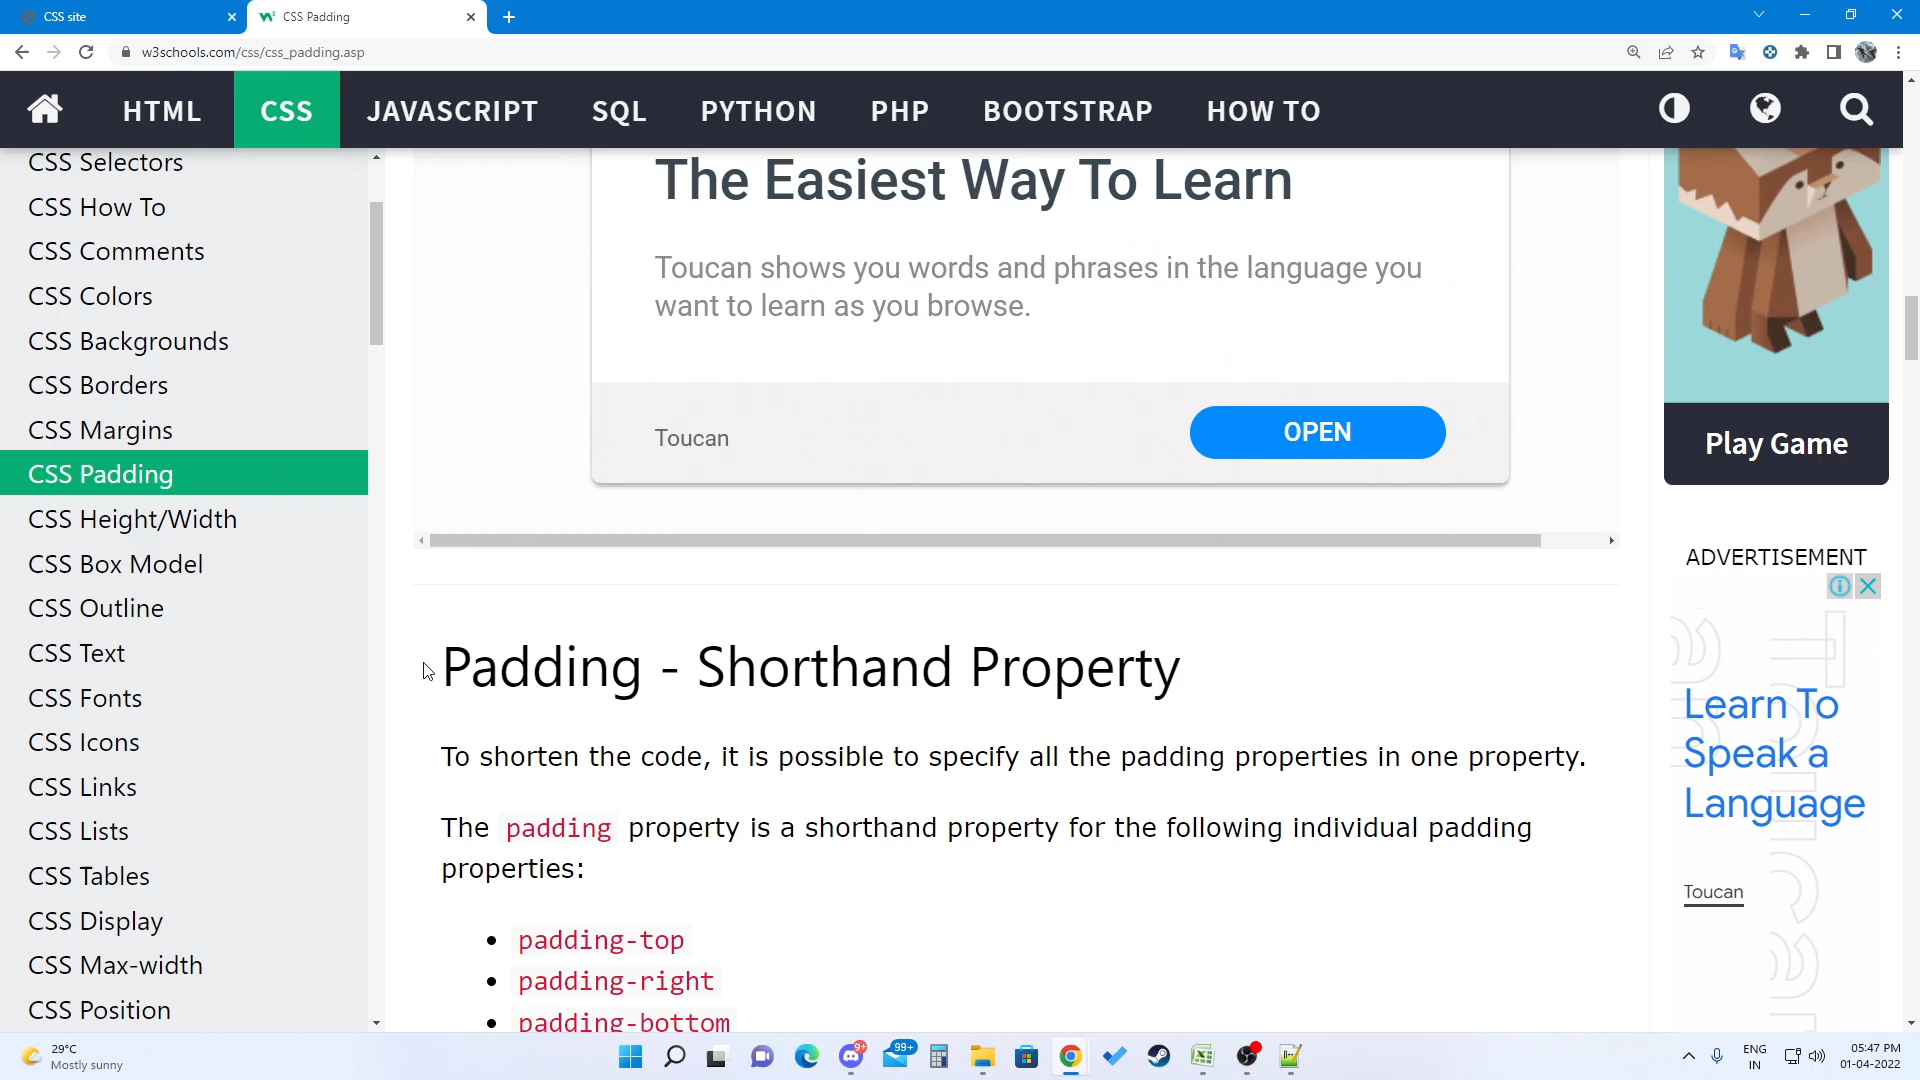 CSS site
CSS Padding
w3schools.com/css/css_padding.asp
HTML
CSS
JAVASCRIPT
SQL
PYTHON
PHP
BOOTSTRAP
HOW TO
CSS Selectors
CSS How To
CSS Comments
CSS Colors
CSS Backgrounds
CSS Borders
CSS Margins
CSS Padding
CSS Height/Width
CSS Box Model
CSS Outline
CSS Text
CSS Fonts
CSS Icons
CSS Links
CSS Lists
CSS Tables
CSS Display
CSS Max-width
CSS Position
The Easiest Way To Learn
Toucan shows you words and phrases in the language you
want to learn as you browse.
Toucan
OPEN
Padding - Shorthand Property
To shorten the code, it is possible to specify all the padding properties in one property.
The padding property is a shorthand property for the following individual padding
properties:
padding-top
padding-right
padding-bottom
Play Game
ADVERTISEMENT
Learn To
Speak a
Language
Toucan
29°C
Mostly sunny
9+
99+
ENG
IN
05:47 PM
01-04-2022